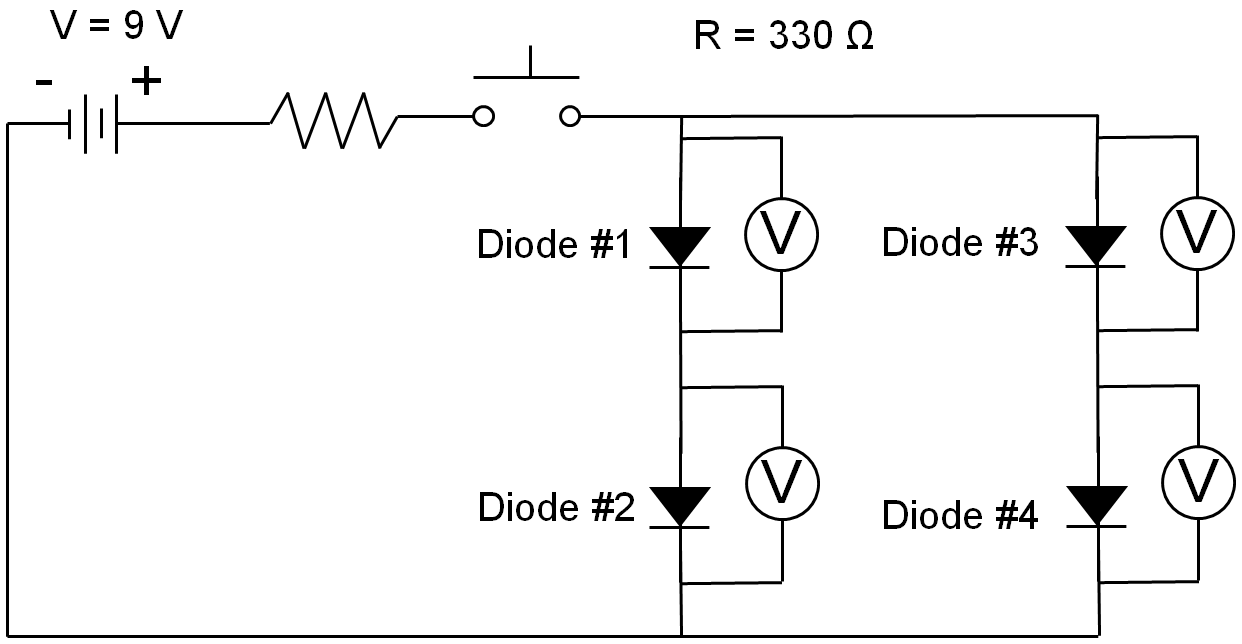 V = 9 V
R = 330 Ω
- +
Diode #1
V
Diode #3
V
Diode #2
V
Diode #4
V